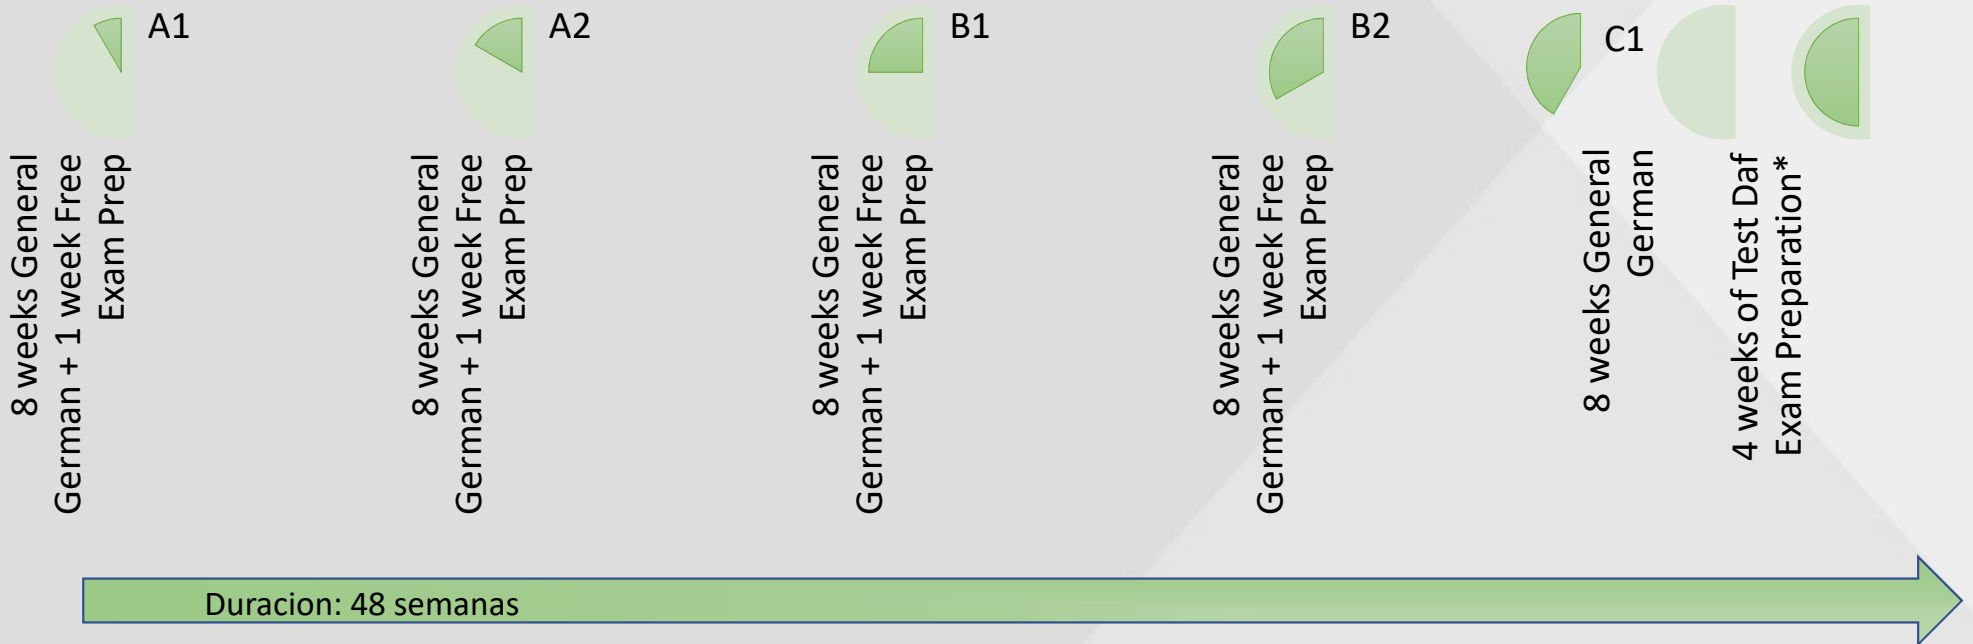 A1
8 weeks General
German + 1 week Free
Exam Prep
A2
8 weeks General
German + 1 week Free
Exam Prep
B1
8 weeks General
German + 1 week Free
Exam Prep
B2
8 weeks General
German + 1 week Free
Exam Prep
C1
8 weeks General
German
4 weeks of Test Daf
Exam Preparation*
Duracion: 48 semanas